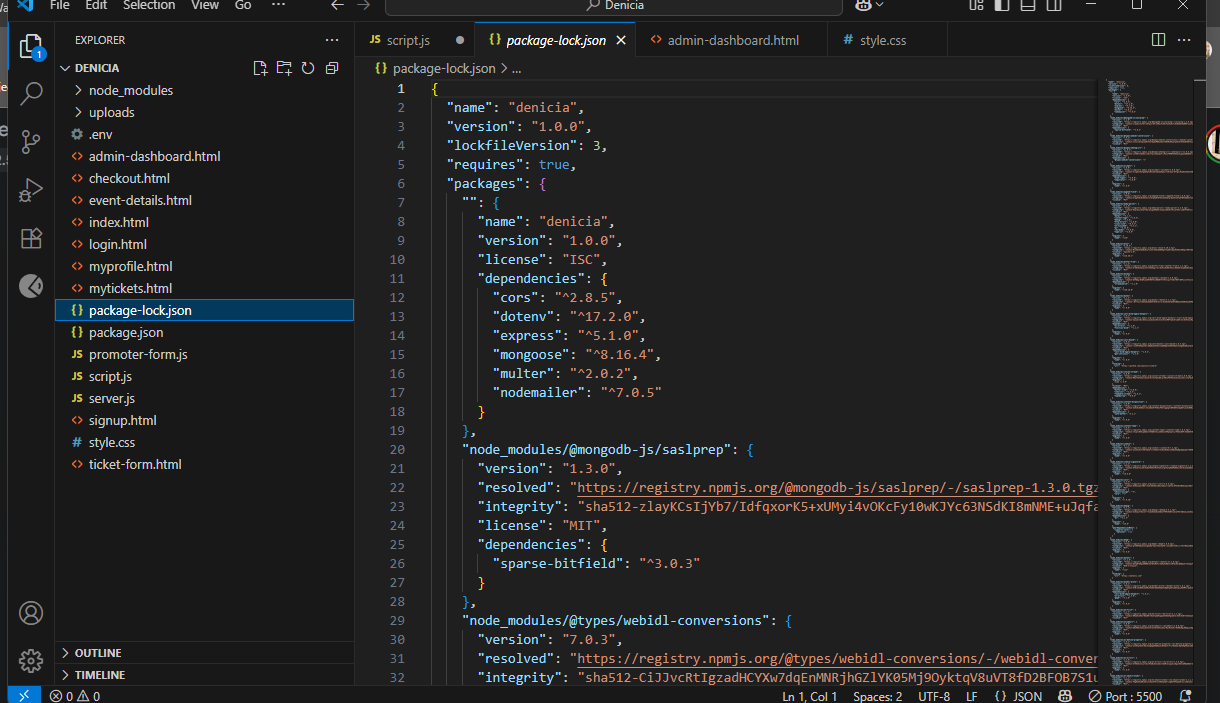 File Edit Selection View Go ··· Denicia
EXPLORER ···
DENICIA
node_modules
uploads
.env
admin-dashboard.html
checkout.html
event-details.html
index.html
login.html
myprofile.html
mytickets.html
package-lock.json
package.json
promoter-form.js
script.js
server.js
signup.html
style.css
ticket-form.html
OUTLINE
TIMELINE
1
JS script.js
{} package-lock.json
admin-dashboard.html
# style.css
{} package-lock.json > ...
1 {
2 "name": "denicia",
3 "version": "1.0.0",
4 "lockfileVersion": 3,
5 "requires": true,
6 "packages": {
7 "": {
8 "name": "denicia",
9 "version": "1.0.0",
10 "license": "ISC",
11 "dependencies": {
12 "cors": "^2.8.5",
13 "dotenv": "^17.2.0",
14 "express": "^5.1.0",
15 "mongoose": "^8.16.4",
16 "multer": "^2.0.2",
17 "nodemailer": "^7.0.5"
18 }
19 },
20 "node_modules/@mongodb-js/saslprep": {
21 "version": "1.3.0",
22 "resolved": "https://registry.npmjs.org/@mongodb-js/saslprep/-/saslprep-1.3.0.tgz
23 "integrity": "sha512-zlayKCsIjYb7/IdfqxorK5+xUMyi4vOKcFy10wKJYc63NSdKI8mNME+uJqfa
24 "license": "MIT",
25 "dependencies": {
26 "sparse-bitfield": "^3.0.3"
27 }
28 },
29 "node_modules/@types/webidl-conversions": {
30 "version": "7.0.3",
31 "resolved": "https://registry.npmjs.org/@types/webidl-conversions/-/webidl-conver
32 "integrity": "sha512-CiJJvcRtIgzadHCYXw7dqEnMNRjhGZlYK05Mj9OyktqV8uVT8fD2BFOB7S1u
0 0 Ln 1, Col 1 Spaces: 2 UTF-8 LF {} JSON Port : 5500